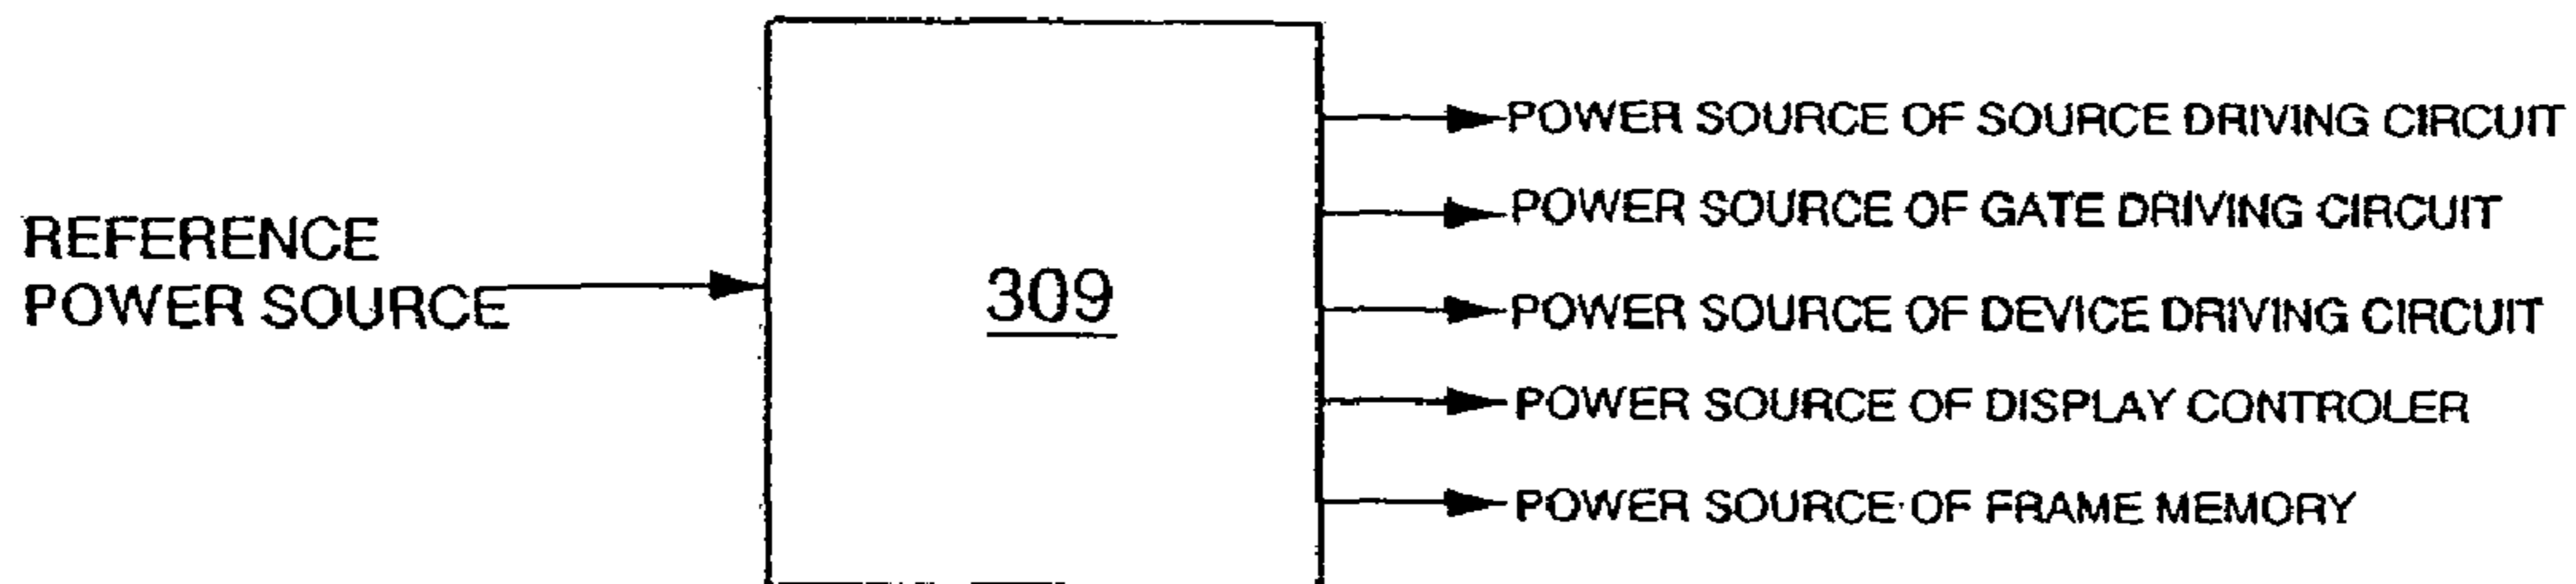 REFERENCE
POWER SOURCE
309
POWER SOURCE OF SOURCE DRIVING CIRCUIT
POWER SOURCE OF GATE DRIVING CIRCUIT
POWER SOURCE OF DEVICE DRIVING CIRCUIT
POWER SOURCE OF DISPLAY CONTROLER
POWER SOURCE OF FRAME MEMORY